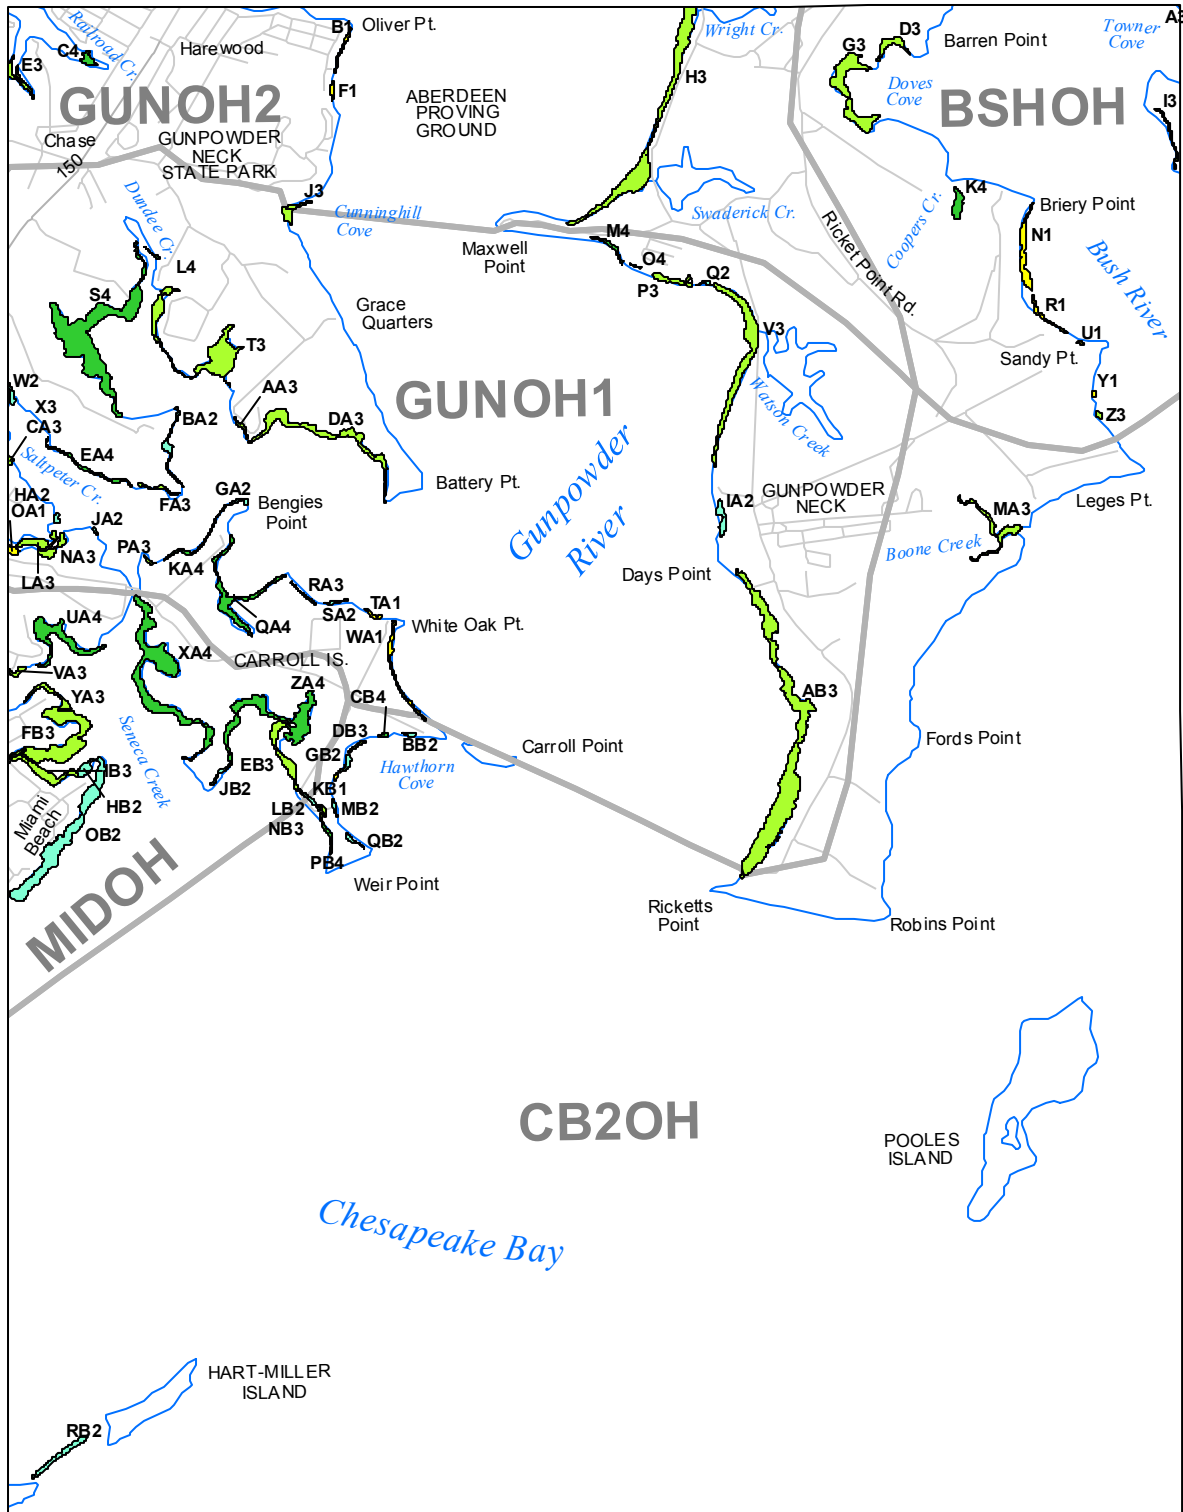 B1
Oliver Pt.
Railroad Cr.
C4
Harewood
E3
F1
GUNOH2
ABERDEEN
PROVING
GROUND
H3
Wright Cr.
G3
D3
Barren Point
Towner
Cove
A3
Doves
Cove
BSHOH
I3
Chase
150
GUNPOWDER
NECK
STATE PARK
Dundee Cr.
J3
Cunninghill
Cove
Maxwell
Point
M4
O4
P3
Q2
Swaderick Cr.
Ricket Point Rd.
Coopers Cr.
K4
Briery Point
N1
Bush River
R1
U1
Sandy Pt.
L4
S4
Grace
Quarters
T3
V3
Watson Creek
Y1
Z3
W2
X3
CA3
BA2
AA3
DA3
GUNOH1
EA4
Saltpeter Cr.
FA3
GA2
Bengies
Point
Battery Pt.
Gunpowder
River
IA2
GUNPOWDER
NECK
Leges Pt.
MA3
Boone Creek
HA2
OA1
JA2
NA3
LA3
PA3
KA4
Days Point
RA3
SA2
TA1
QA4
WA1
White Oak Pt.
UA4
VA3
XA4
CARROLL IS.
ZA4
YA3
FB3
Seneca Creek
CB4
DB3
BB2
GB2
Hawthorn
Cove
Carroll Point
AB3
Fords Point
IB3
HB2
EB3
JB2
KB1
LB2
MB2
NB3
Miami
Beach
OB2
PB4
QB2
Weir Point
MIDOH
Ricketts
Point
Robins Point
CB2OH
POOLES
ISLAND
Chesapeake Bay
HART-MILLER
ISLAND
RB2